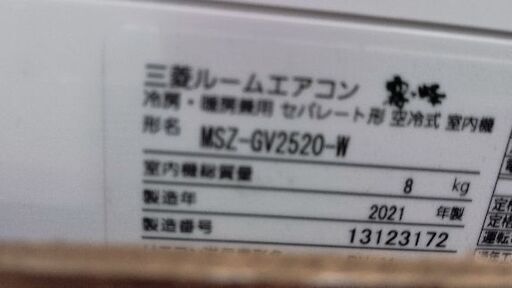 三菱ルームエアコン 霧ヶ峰
冷房・暖房兼用 セパレート形 空冷式 室内機
形名 MSZ-GV2520-W
室内機総質量 8 kg
製造年 2021 年製
製造番号 13123172